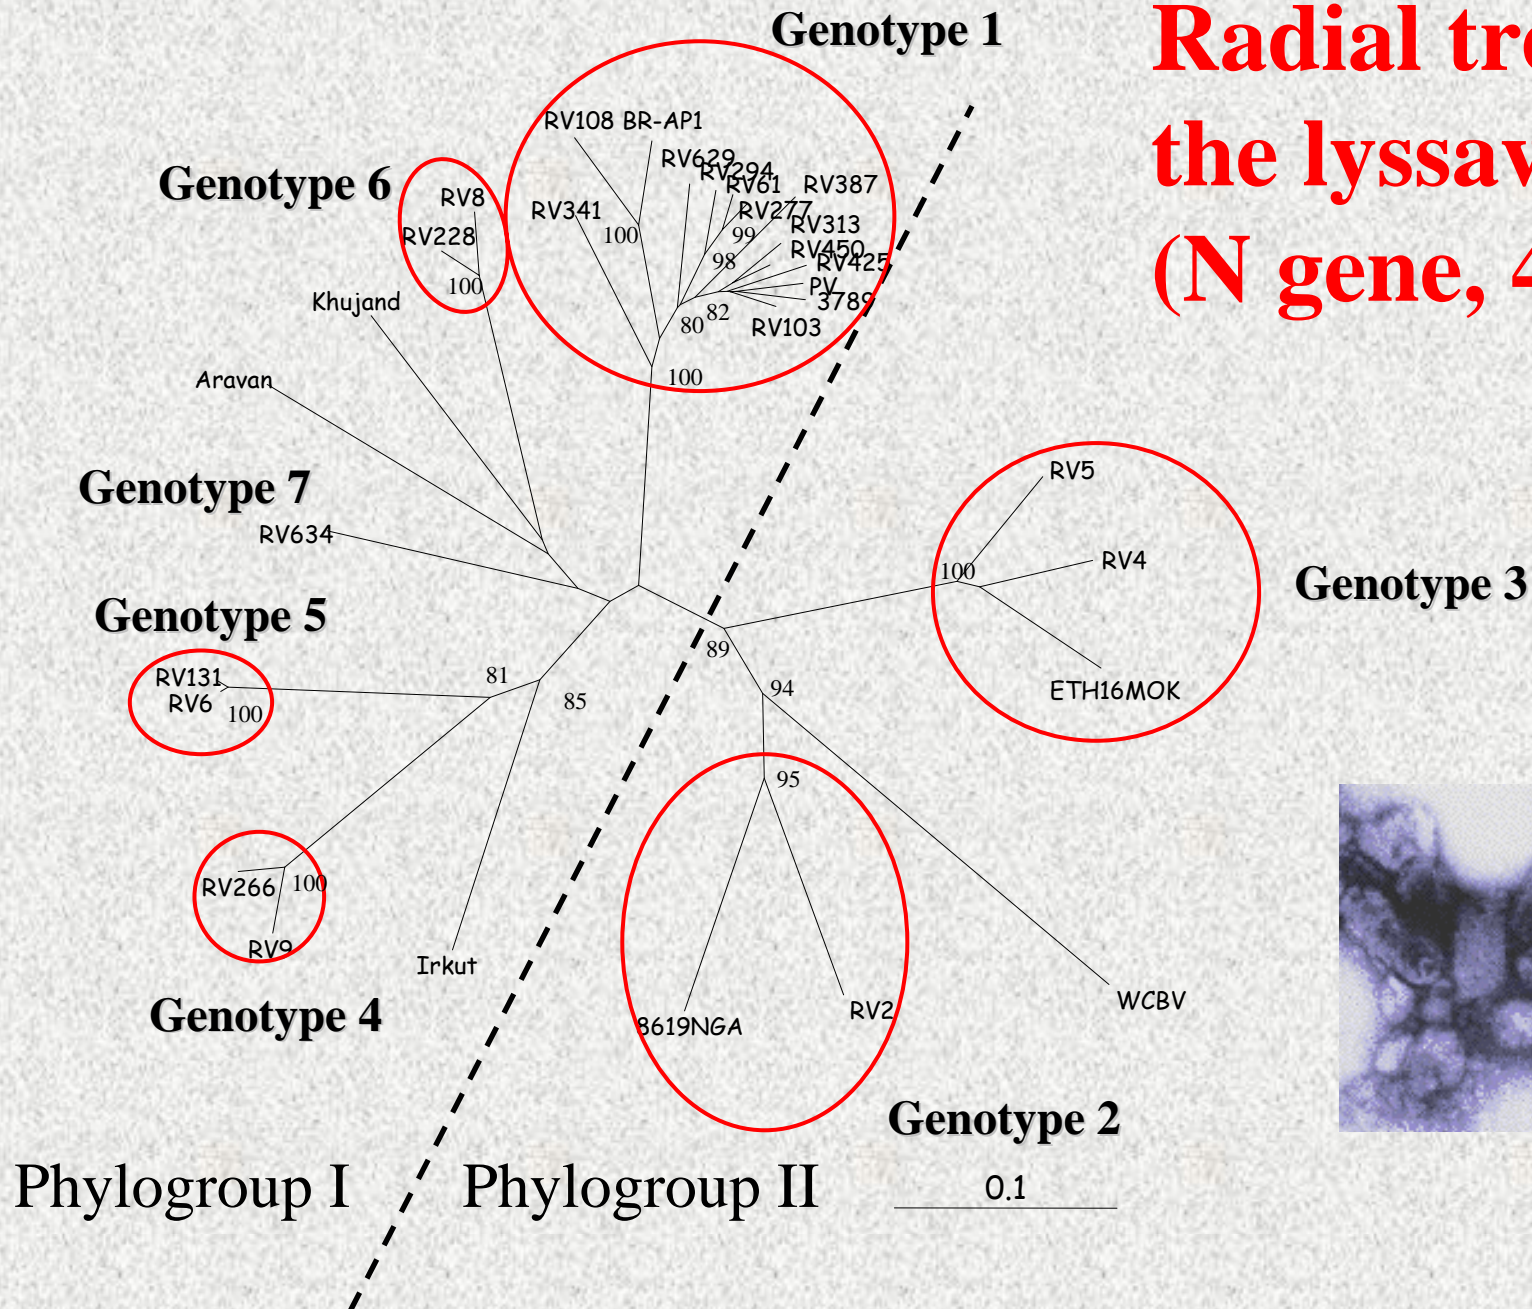 Genotype 1
Radial tr
the lyssav
(N gene, 4
RV108 BR-AP1
RV629
RV294
RV61
RV387
RV277
RV341
RV313
RV450
RV425
PV
3789
RV103
100
99
98
82
80
100
Genotype 6
RV8
RV228
100
Khujand
Aravan
Genotype 7
RV634
Genotype 5
RV131
RV6
100
81
85
RV266
100
RV9
Genotype 4
Irkut
RV5
100
RV4
ETH16MOK
Genotype 3
89
94
95
8619NGA
RV2
WCBV
Genotype 2
Phylogroup I
Phylogroup II
0.1